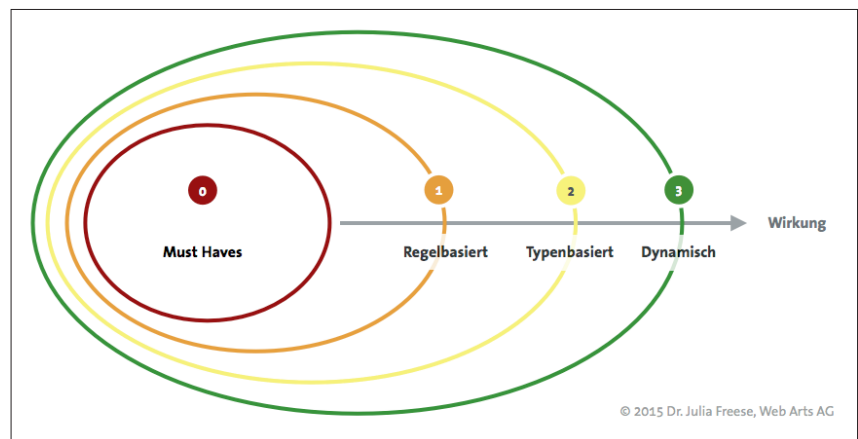 0
1
2
3
Wirkung
Must Haves
Regelbasiert
Typenbasiert
Dynamisch
© 2015 Dr. Julia Freese, Web Arts AG